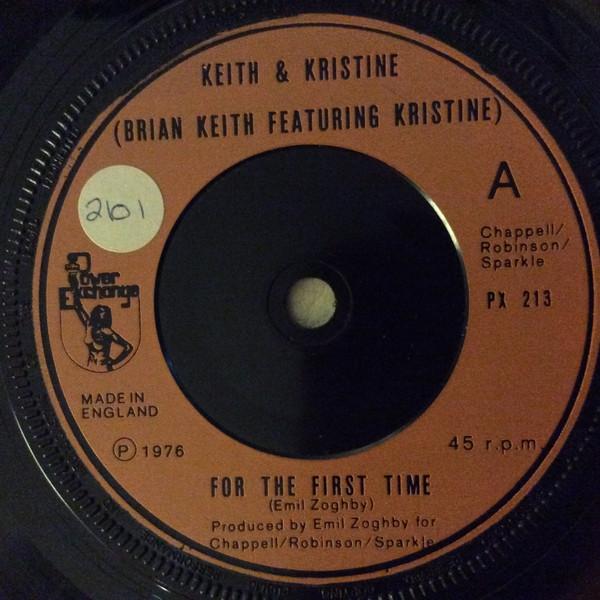 KEITH & KRISTINE
(BRIAN KEITH FEATURING KRISTINE)
A
2b1
Chappell/
Robinson/
Sparkle
PX 213
Power
Exchange
MADE IN
ENGLAND
℗ 1976
45 r.p.m.
FOR THE FIRST TIME
(Emil Zoghby)
Produced by Emil Zoghby for
Chappell/Robinson/Sparkle